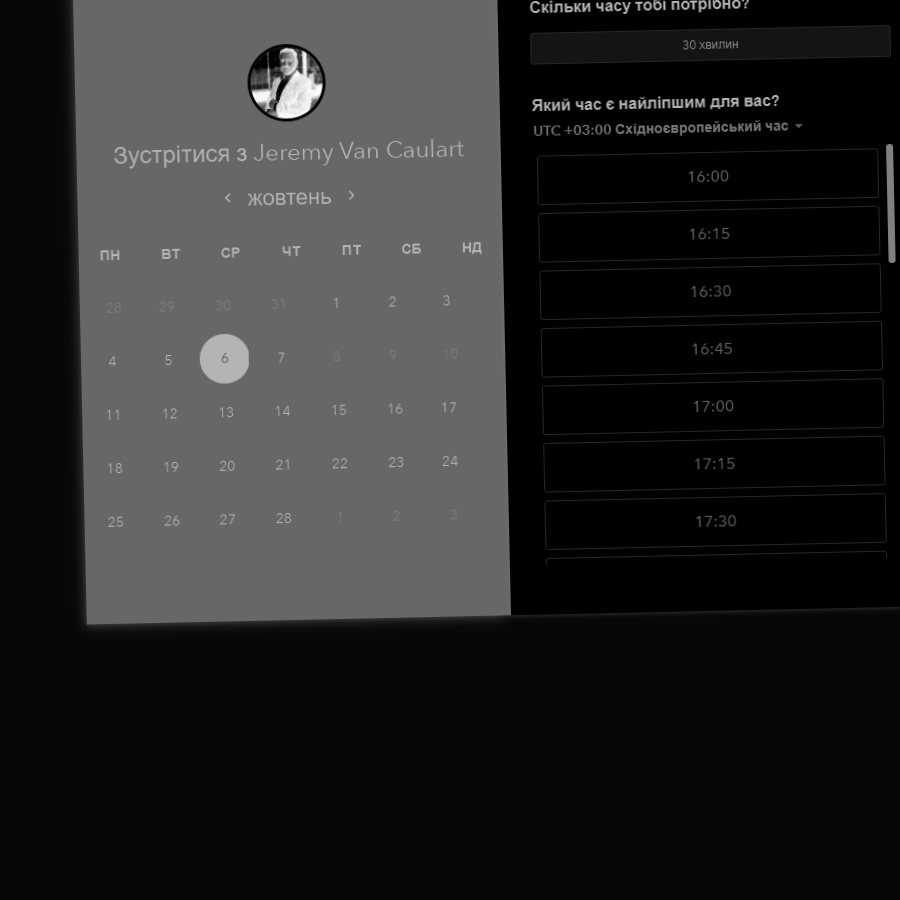 Зустрітися з Jeremy Van Caulart
жовтень
ПН ВТ СР ЧТ ПТ СБ НД
28 29 30 31 1 2 3
4 5 6 7 8 9 10
11 12 13 14 15 16 17
18 19 20 21 22 23 24
25 26 27 28 1 2 3
Скільки часу тобі потрібно?
30 хвилин
Який час є найліпшим для вас?
UTC +03:00 Східноєвропейський час
16:00
16:15
16:30
16:45
17:00
17:15
17:30